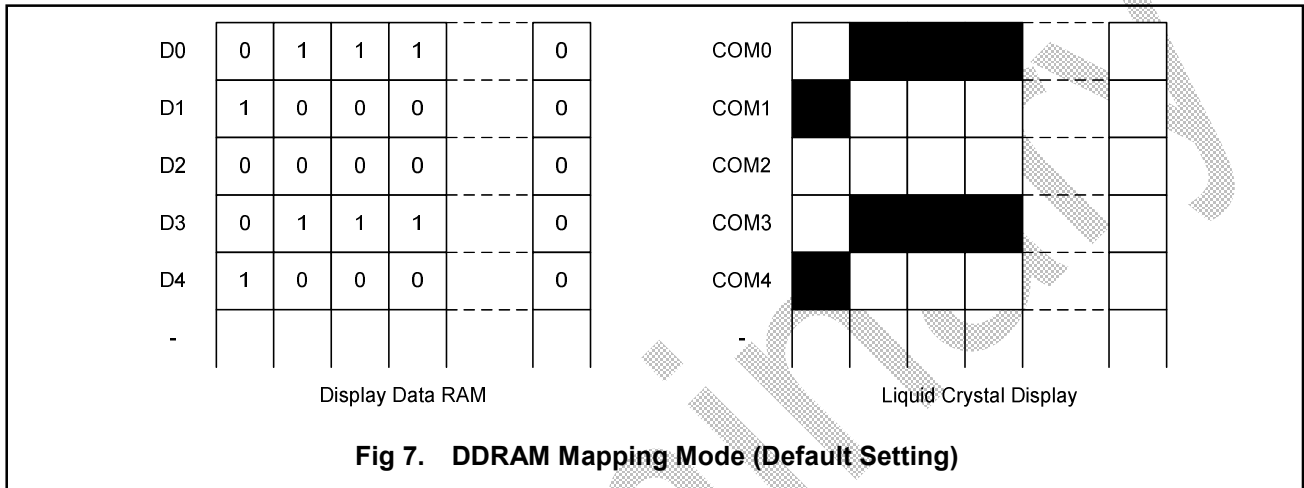 D0 0 1 1 1 0 COM0
D1 1 0 0 0 0 COM1
D2 0 0 0 0 0 COM2
D3 0 1 1 1 0 COM3
D4 1 0 0 0 0 COM4
- -
Display Data RAM Liquid Crystal Display
Fig 7. DDRAM Mapping Mode (Default Setting)